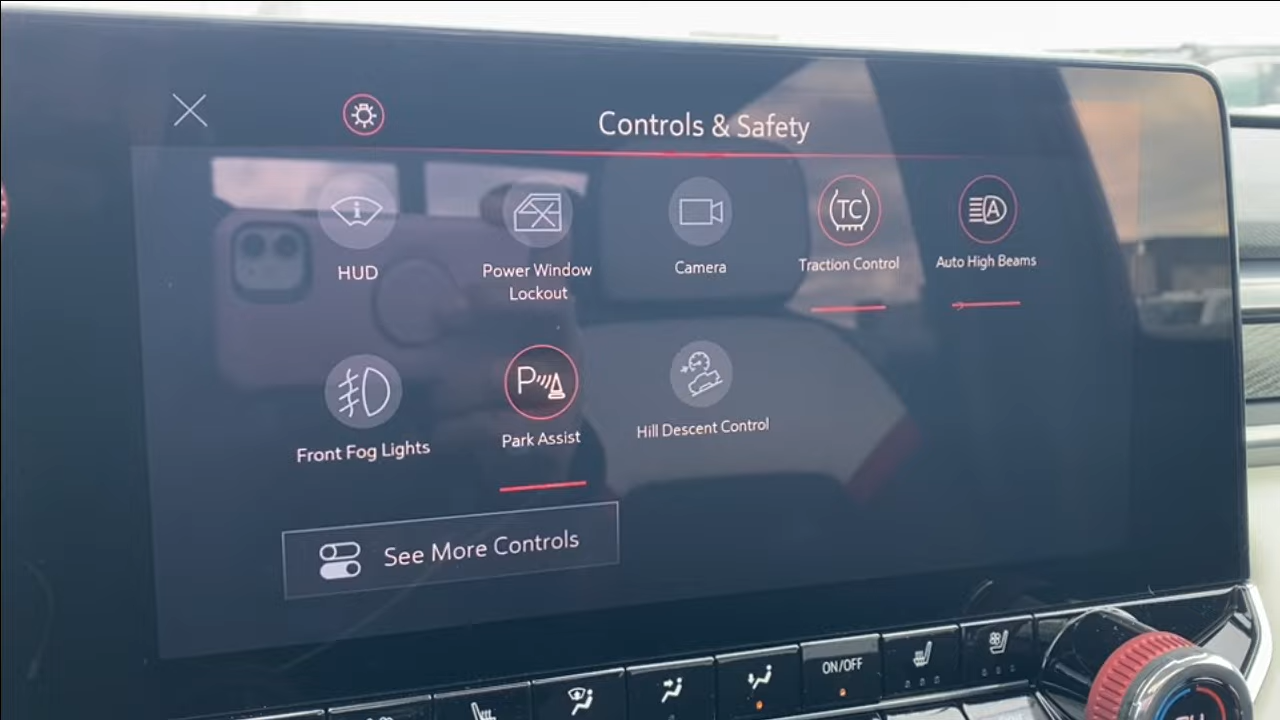 Controls & Safety
HUD
Power Window
Lockout
Camera
TC
Traction Control
A
Auto High Beams
Front Fog Lights
P
Park Assist
Hill Descent Control
See More Controls
ON/OFF